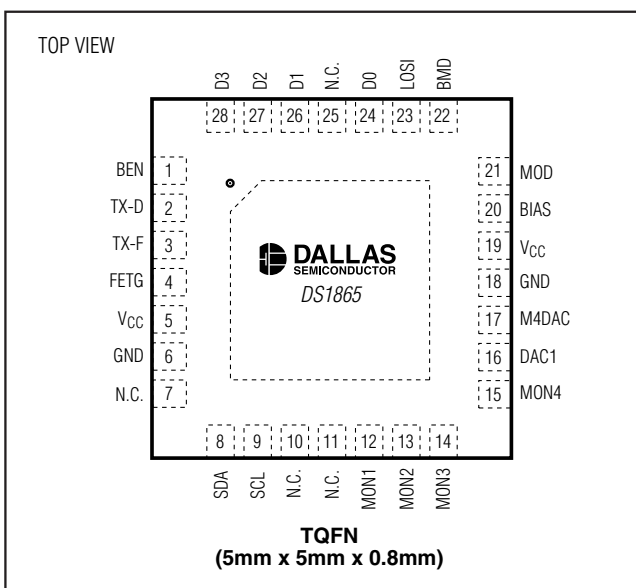 TOP VIEW
D3 D2 D1 N.C. D0 LOSI BMD
28 27 26 25 24 23 22
BEN 1 21 MOD
TX-D 2 20 BIAS
TX-F 3 19 VCC
FETG 4 18 GND
VCC 5 17 M4DAC
GND 6 16 DAC1
N.C. 7 15 MON4
DALLAS
SEMICONDUCTOR
DS1865
8 9 10 11 12 13 14
SDA SCL N.C. N.C. MON1 MON2 MON3
TQFN
(5mm x 5mm x 0.8mm)